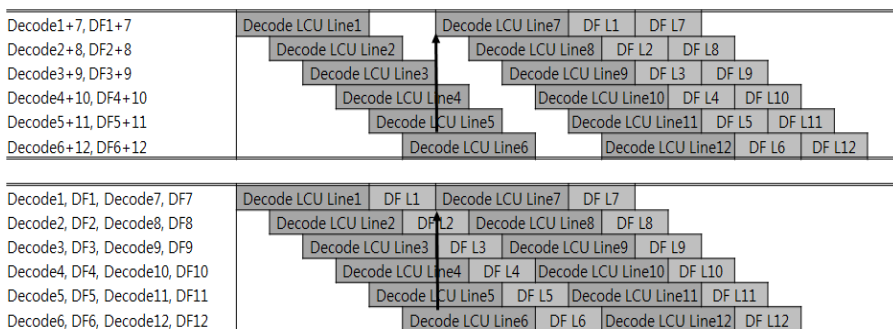 Decode1+7, DF1+7 Decode LCU Line1 Decode LCU Line7 DF L1 DF L7
Decode2+8, DF2+8 Decode LCU Line2 Decode LCU Line8 DF L2 DF L8
Decode3+9, DF3+9 Decode LCU Line3 Decode LCU Line9 DF L3 DF L9
Decode4+10, DF4+10 Decode LCU Line4 Decode LCU Line10 DF L4 DF L10
Decode5+11, DF5+11 Decode LCU Line5 Decode LCU Line11 DF L5 DF L11
Decode6+12, DF6+12 Decode LCU Line6 Decode LCU Line12 DF L6 DF L12
Decode1, DF1, Decode7, DF7 Decode LCU Line1 DF L1 Decode LCU Line7 DF L7
Decode2, DF2, Decode8, DF8 Decode LCU Line2 DF L2 Decode LCU Line8 DF L8
Decode3, DF3, Decode9, DF9 Decode LCU Line3 DF L3 Decode LCU Line9 DF L9
Decode4, DF4, Decode10, DF10 Decode LCU Line4 DF L4 Decode LCU Line10 DF L10
Decode5, DF5, Decode11, DF11 Decode LCU Line5 DF L5 Decode LCU Line11 DF L11
Decode6, DF6, Decode12, DF12 Decode LCU Line6 DF L6 Decode LCU Line12 DF L12